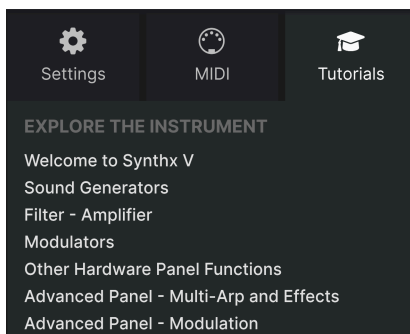 Settings
MIDI
Tutorials
EXPLORE THE INSTRUMENT
Welcome to Synthx V
Sound Generators
Filter - Amplifier
Modulators
Other Hardware Panel Functions
Advanced Panel - Multi-Arp and Effects
Advanced Panel - Modulation